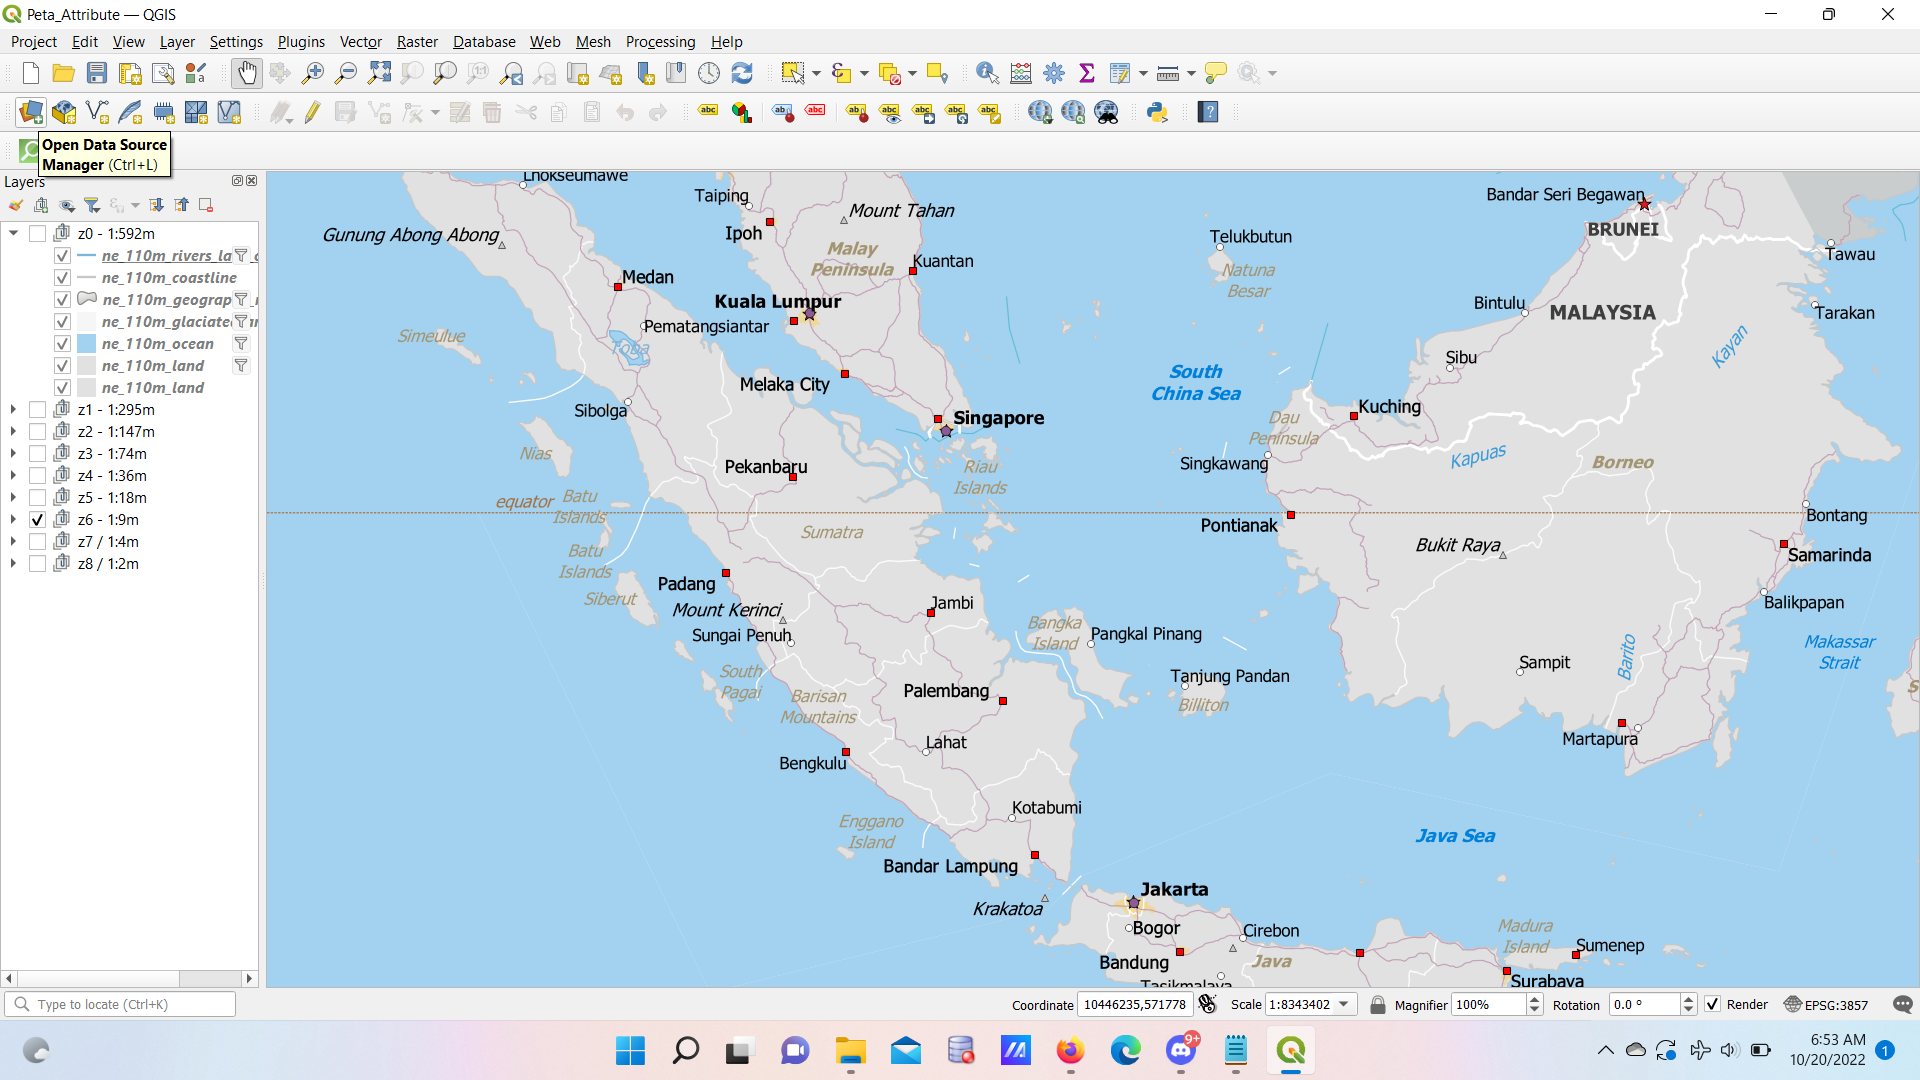 Peta_Attribute — QGIS
Project Edit View Layer Settings Plugins Vector Raster Database Web Mesh Processing Help
Open Data Source
Manager (Ctrl+L)
Layers
z0 - 1:592m
ne_110m_rivers_la
ne_110m_coastline
ne_110m_geograp
ne_110m_glaciate
ne_110m_ocean
ne_110m_land
ne_110m_land
z1 - 1:295m
z2 - 1:147m
z3 - 1:74m
z4 - 1:36m
z5 - 1:18m
z6 - 1:9m
z7 / 1:4m
z8 / 1:2m
Lhokseumawe
Taiping
Mount Tahan
Bandar Seri Begawan
Gunung Abong Abong
Ipoh
BRUNEI
Telukbutun
Malay
Peninsula
Kuantan
Tawau
Medan
Natuna
Besar
Kuala Lumpur
Bintulu
MALAYSIA
Tarakan
Pematangsiantar
Simeulue
Toba
Kayan
Sibu
South
China Sea
Melaka City
Sibolga
Singapore
Kuching
Dau
Peninsula
Nias
Pekanbaru
Riau
Islands
Singkawang
Kapuas
Borneo
equator
Batu
Islands
Sumatra
Pontianak
Bontang
Bukit Raya
Samarinda
Batu
Islands
Siberut
Padang
Mount Kerinci
Jambi
Balikpapan
Sungai Penuh
Bangka
Island
Pangkal Pinang
Makassar
Strait
Barito
South
Pagai
Barisan
Mountains
Palembang
Tanjung Pandan
Billiton
Sampit
S
Lahat
Martapura
Bengkulu
Kotabumi
Enggano
Island
Java Sea
Bandar Lampung
Jakarta
Krakatoa
Bogor
Cirebon
Madura
Island
Sumenep
Bandung
Java
Tasikmalaya
Surabaya
Type to locate (Ctrl+K)
Coordinate 10446235,571778 Scale 1:8343402 Magnifier 100% Rotation 0.0 ° Render EPSG:3857
9+
6:53 AM
10/20/2022
1